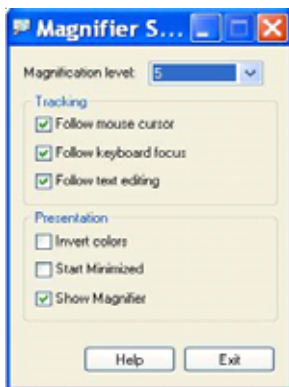 Magnifier S...
Magnification level: 5
Tracking
Follow mouse cursor
Follow keyboard focus
Follow text editing
Presentation
Invert colors
Start Minimized
Show Magnifier
Help Exit